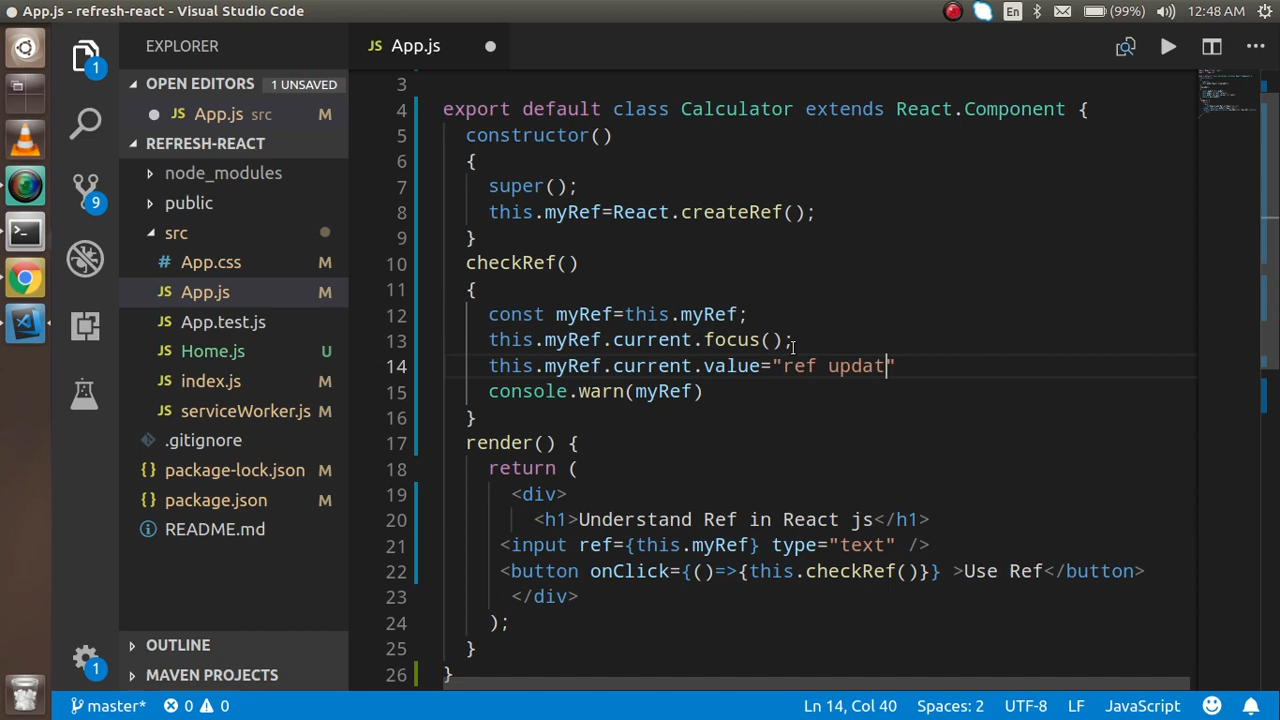 App.js - refresh-react - Visual Studio Code
En
(99%)
12:48 AM
EXPLORER
OPEN EDITORS 1 UNSAVED
App.js src M
REFRESH-REACT
node_modules
public
src
App.css M
App.js M
App.test.js M
Home.js U
index.js M
serviceWorker.js M
.gitignore
package-lock.json M
package.json M
README.md
OUTLINE
MAVEN PROJECTS
1
9
1
App.js
3
4 export default class Calculator extends React.Component {
5 constructor()
6 {
7 super();
8 this.myRef=React.createRef();
9 }
10 checkRef()
11 {
12 const myRef=this.myRef;
13 this.myRef.current.focus();
14 this.myRef.current.value="ref updat"
15 console.warn(myRef)
16 }
17 render() {
18 return (
19 <div>
20 <h1>Understand Ref in React js</h1>
21 <input ref={this.myRef} type="text" />
22 <button onClick={()=>{this.checkRef()}} >Use Ref</button>
23 </div>
24 );
25 }
26 }
master* 0 0 Ln 14, Col 40 Spaces: 2 UTF-8 LF JavaScript